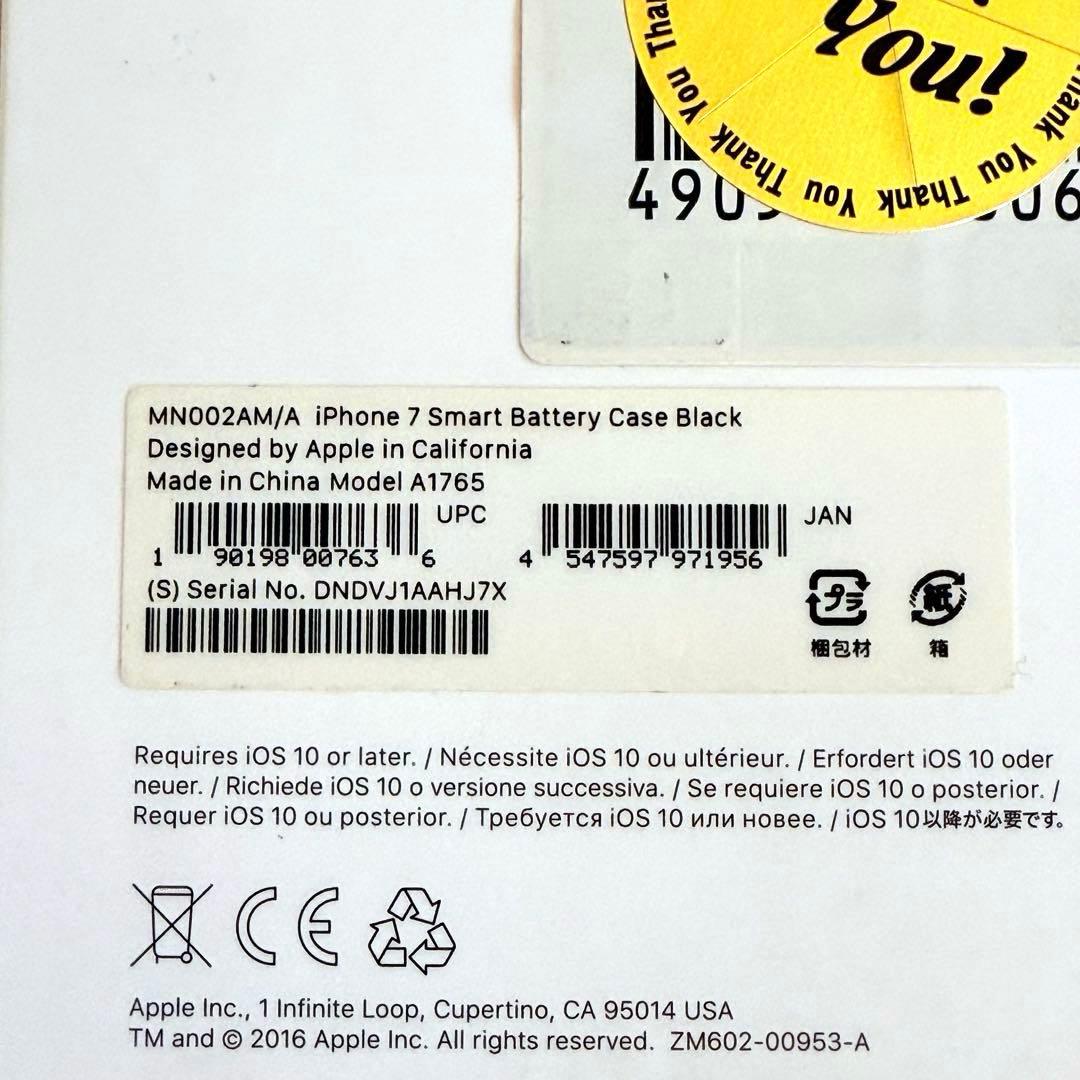 Thank You Thank You Thank You Thank
you!
490
06
MN002AM/A iPhone 7 Smart Battery Case Black
Designed by Apple in California
Made in China Model A1765
UPC
JAN
1 90198 00763 6
4 547597 971956
(S) Serial No. DNDVJ1AAHJ7X
プラ
紙
梱包材
箱
Requires iOS 10 or later. / Nécessite iOS 10 ou ultérieur. / Erfordert iOS 10 oder
neuer. / Richiede iOS 10 o versione successiva. / Se requiere iOS 10 o posterior. /
Requer iOS 10 ou posterior. / Требуется iOS 10 или новее. / iOS 10以降が必要です。
CE
Apple Inc., 1 Infinite Loop, Cupertino, CA 95014 USA
TM and © 2016 Apple Inc. All rights reserved. ZM602-00953-A